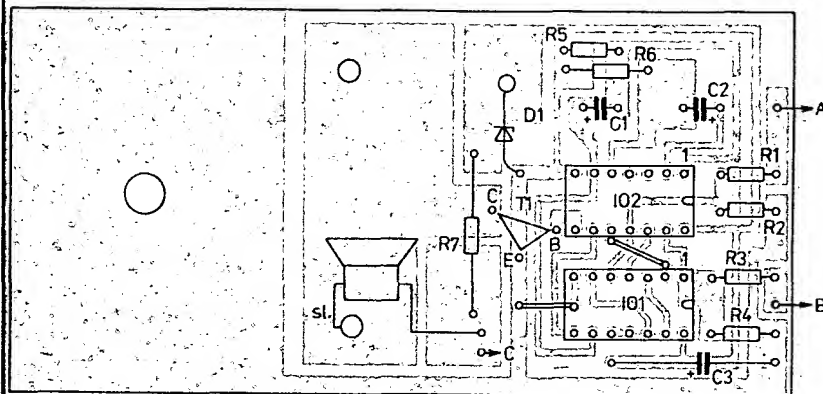 R5
R6
C2
+
C1
+
A
D1
1
R1
C
T1
IO2
R2
B
R7
E
1
R3
sl.
IO1
B
R4
C
+
C3